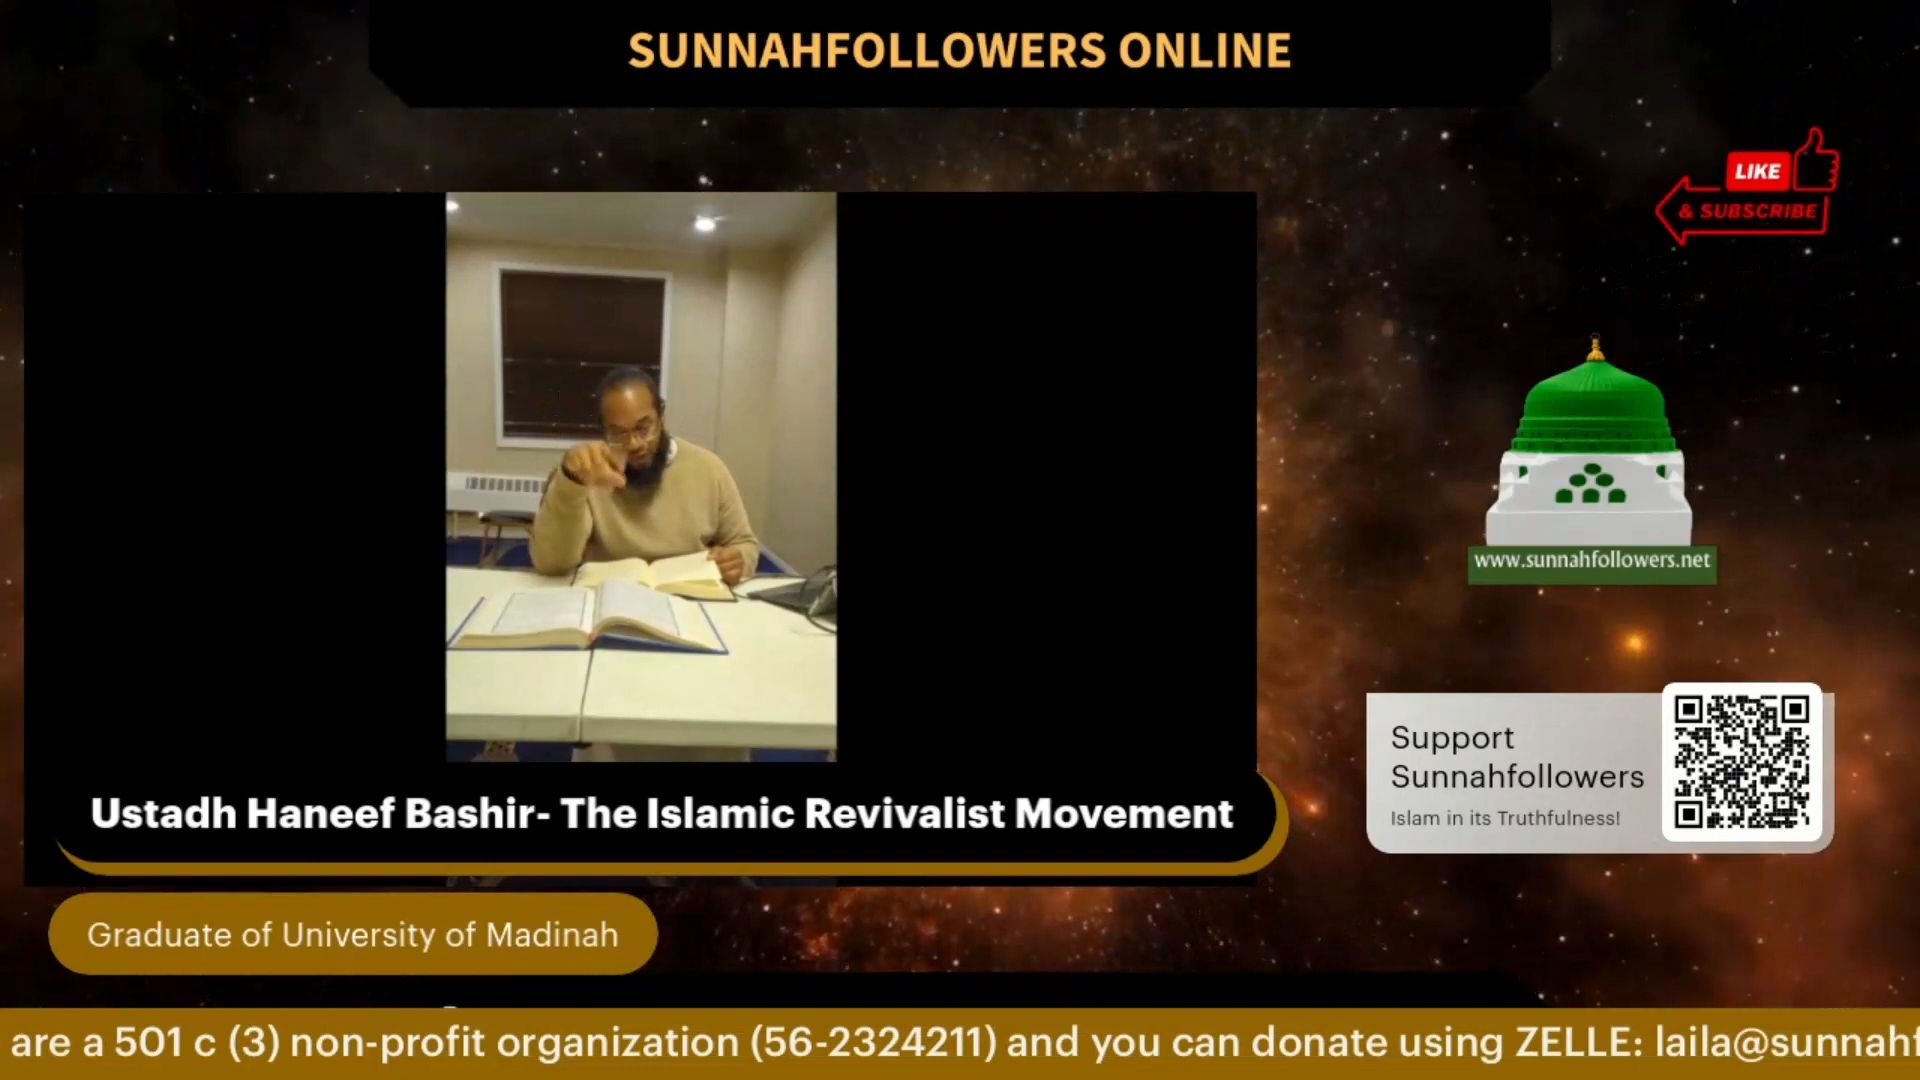 SUNNAHFOLLOWERS ONLINE
LIKE
& SUBSCRIBE
www.sunnahfollowers.net
Support
Sunnahfollowers
Islam in its Truthfulness!
Ustadh Haneef Bashir- The Islamic Revivalist Movement
Graduate of University of Madinah
are a 501 c (3) non-profit organization (56-2324211) and you can donate using ZELLE: laila@sunnahf